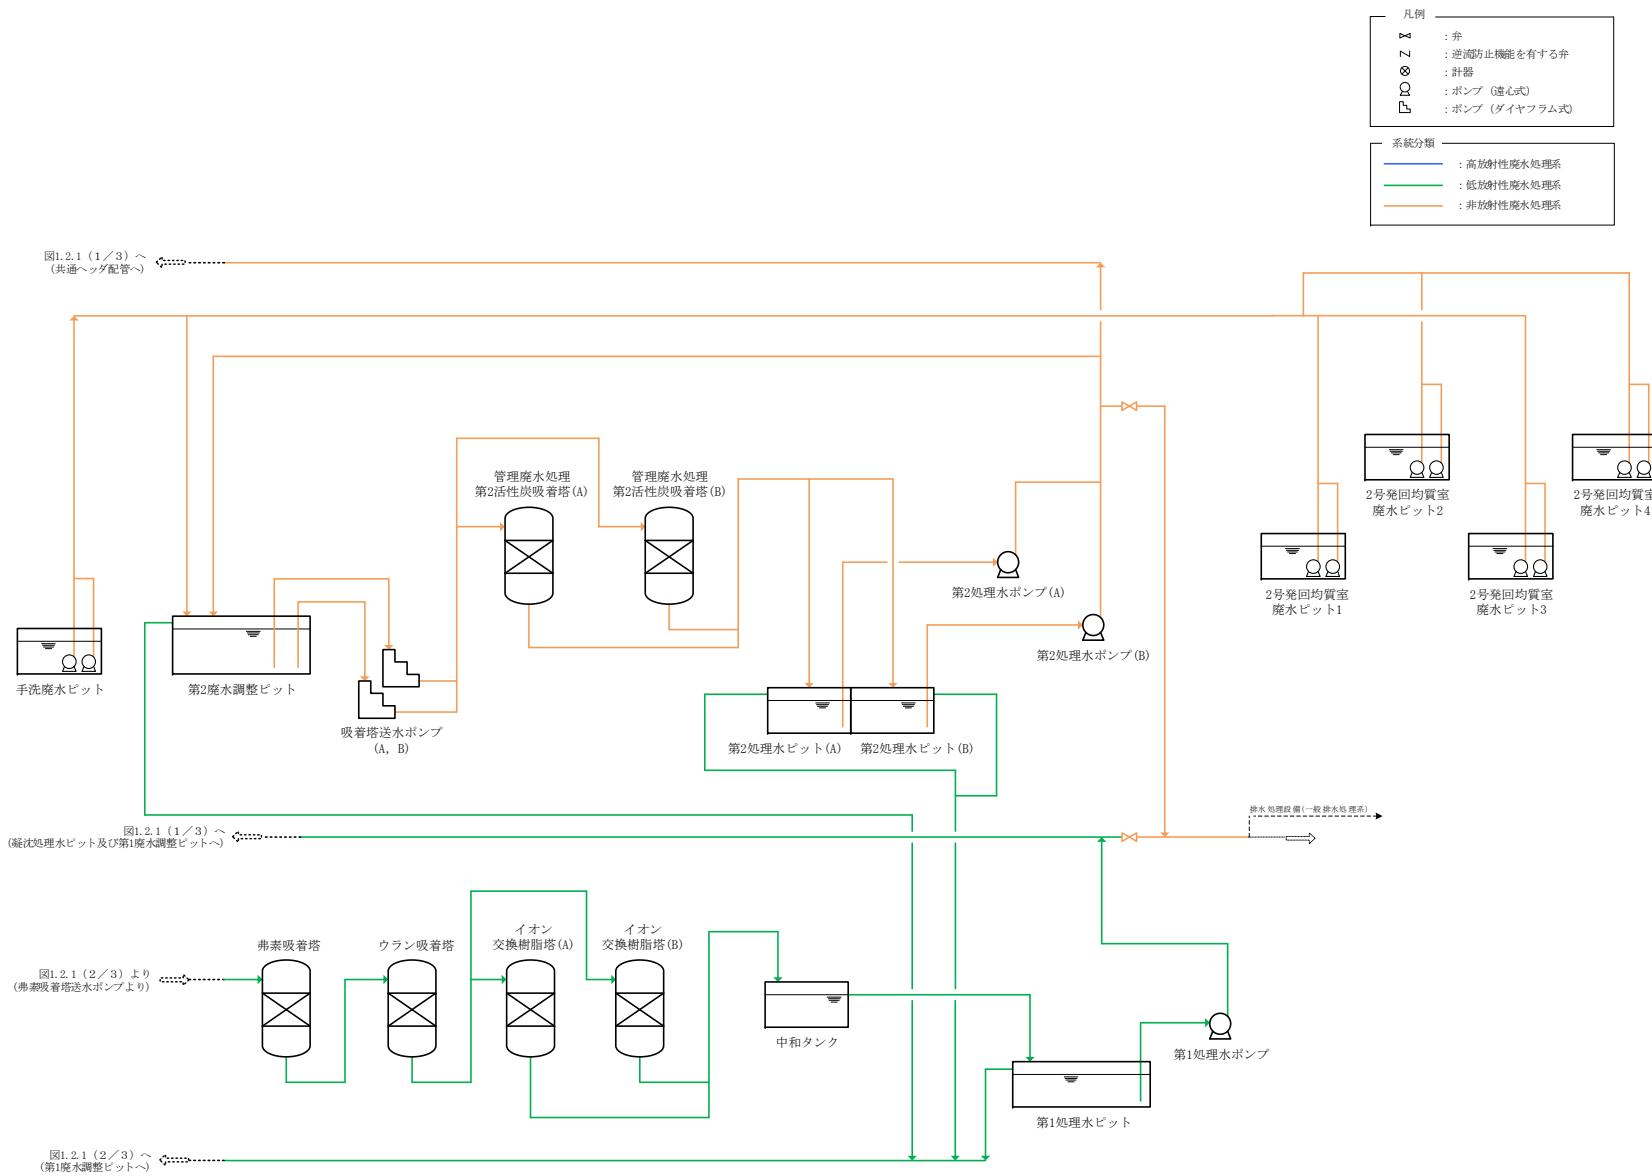 凡例
：弁
：逆流防止機能を有する弁
：計器
：ポンプ（遠心式）
：ポンプ（ダイヤフラム式）
系統分類
：高放射性廃水処理系
：低放射性廃水処理系
：非放射性廃水処理系
図1.2.1（1／3）へ
(共通ヘッダ配管へ)
管理廃水処理
第2活性炭吸着塔(A)
管理廃水処理
第2活性炭吸着塔(B)
2号発回均質室
廃水ピット2
2号発回均質室
廃水ピット4
第2処理水ポンプ(A)
2号発回均質室
廃水ピット1
2号発回均質室
廃水ピット3
第2処理水ポンプ(B)
手洗廃水ピット
第2廃水調整ピット
吸着塔送水ポンプ
(A, B)
第2処理水ピット(A)
第2処理水ピット(B)
排水処理設備(一般排水処理系)
図1.2.1（1／3）へ
(凝沈処理水ピット及び第1廃水調整ピットへ)
弗素吸着塔
ウラン吸着塔
イオン
交換樹脂塔(A)
イオン
交換樹脂塔(B)
図1.2.1（2／3）より
(弗素吸着塔送水ポンプより)
中和タンク
第1処理水ポンプ
第1処理水ピット
図1.2.1（2／3）へ
(第1廃水調整ピットへ)